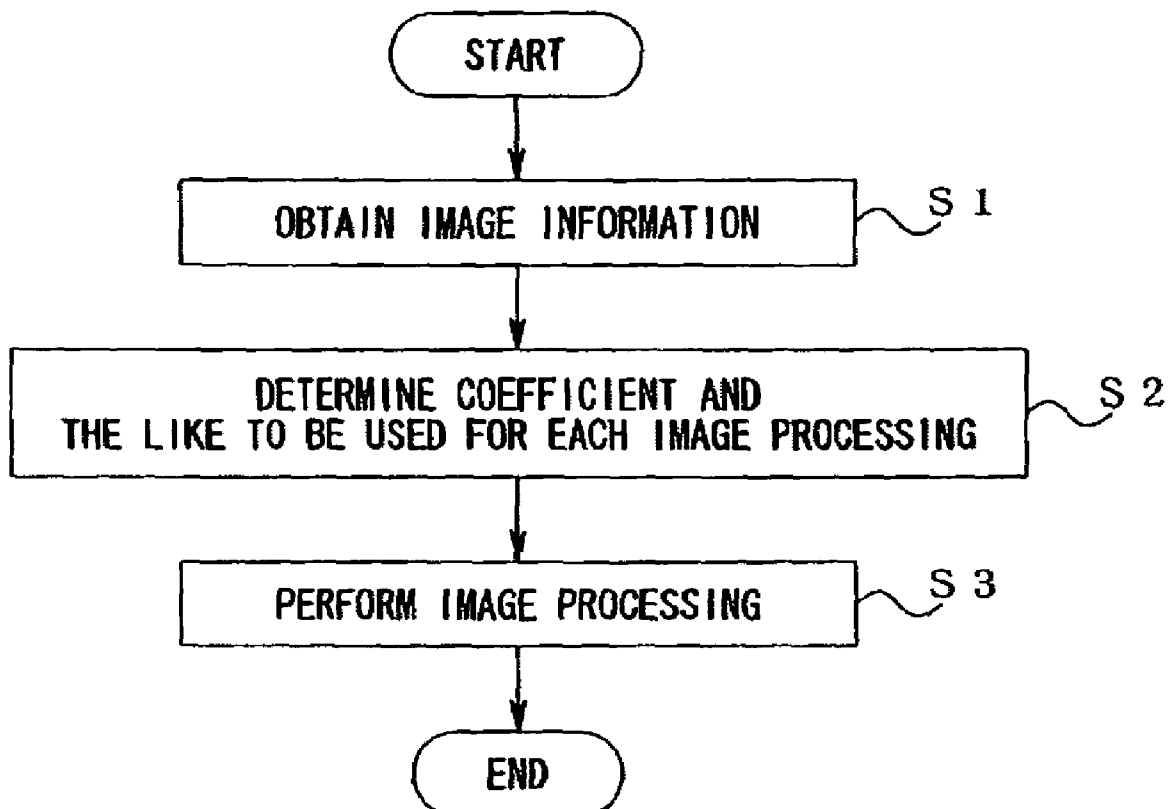 START
OBTAIN IMAGE INFORMATION
S 1
DETERMINE COEFFICIENT AND
THE LIKE TO BE USED FOR EACH IMAGE PROCESSING
S 2
PERFORM IMAGE PROCESSING
S 3
END